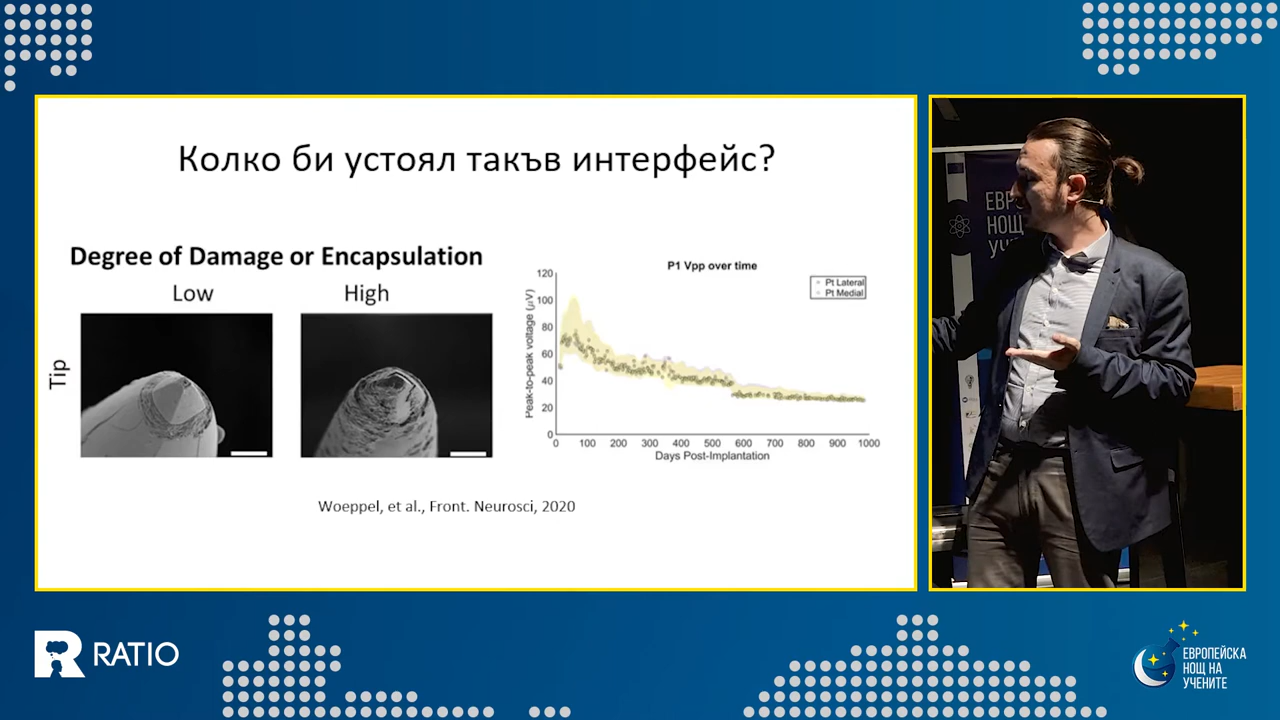 Колко би устоял такъв интерфейс?
Degree of Damage or Encapsulation
Low
High
Tip
P1 Vpp over time
Pt Lateral
Pt Medial
Peak-to-peak voltage (µV)
120
100
80
60
40
20
0
0 100 200 300 400 500 600 700 800 900 1000
Days Post-Implantation
Woeppel, et al., Front. Neurosci, 2020
НОЩ
RATIO
ЕВРОПЕЙСКА
НОЩ НА
УЧЕНИТЕ